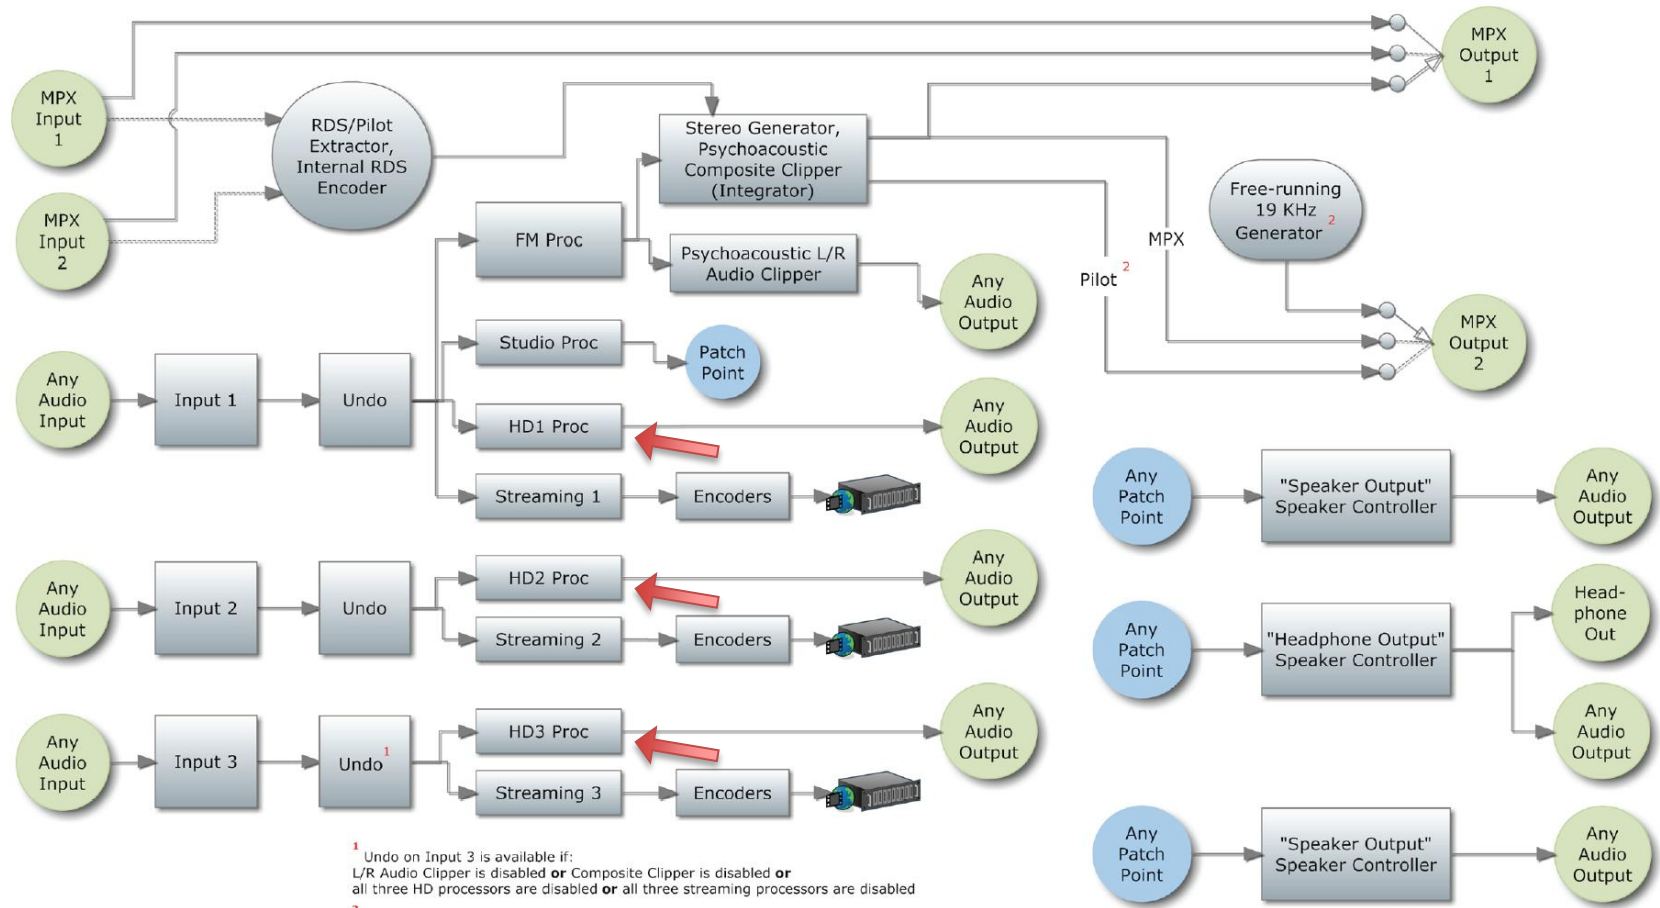 MPX
Input
1
MPX
Input
2
RDS/Pilot
Extractor,
Internal RDS
Encoder
Stereo Generator,
Psychoacoustic
Composite Clipper
(Integrator)
MPX
Output
1
FM Proc
Psychoacoustic L/R
Audio Clipper
Any
Audio
Output
MPX
Pilot 2
Free-running
19 KHz
Generator 2
MPX
Output
2
Any
Audio
Input
Input 1
Undo
Studio Proc
Patch
Point
HD1 Proc
Any
Audio
Output
Streaming 1
Encoders
Any
Audio
Input
Input 2
Undo
HD2 Proc
Any
Audio
Output
Streaming 2
Encoders
Any
Audio
Input
Input 3
Undo 1
HD3 Proc
Any
Audio
Output
Streaming 3
Encoders
Any
Patch
Point
"Speaker Output"
Speaker Controller
Any
Audio
Output
Any
Patch
Point
"Headphone Output"
Speaker Controller
Head-
phone
Out
Any
Audio
Output
Any
Patch
Point
"Speaker Output"
Speaker Controller
Any
Audio
Output
1 Undo on Input 3 is available if:
L/R Audio Clipper is disabled or Composite Clipper is disabled or
all three HD processors are disabled or all three streaming processors are disabled